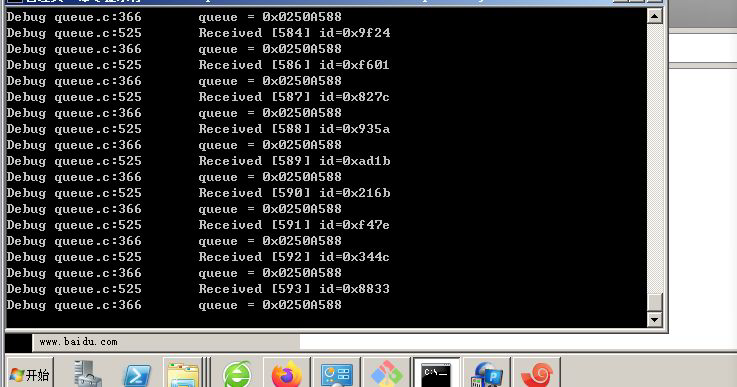 Debug queue.c:366 queue = 0x0250A588
Debug queue.c:525 Received [584] id=0x9f24
Debug queue.c:366 queue = 0x0250A588
Debug queue.c:525 Received [586] id=0xf601
Debug queue.c:366 queue = 0x0250A588
Debug queue.c:525 Received [587] id=0x827c
Debug queue.c:366 queue = 0x0250A588
Debug queue.c:525 Received [588] id=0x935a
Debug queue.c:366 queue = 0x0250A588
Debug queue.c:525 Received [589] id=0xad1b
Debug queue.c:366 queue = 0x0250A588
Debug queue.c:525 Received [590] id=0x216b
Debug queue.c:366 queue = 0x0250A588
Debug queue.c:525 Received [591] id=0xf47e
Debug queue.c:366 queue = 0x0250A588
Debug queue.c:525 Received [592] id=0x344c
Debug queue.c:366 queue = 0x0250A588
Debug queue.c:525 Received [593] id=0x8833
Debug queue.c:366 queue = 0x0250A588
www.baidu.com
开始